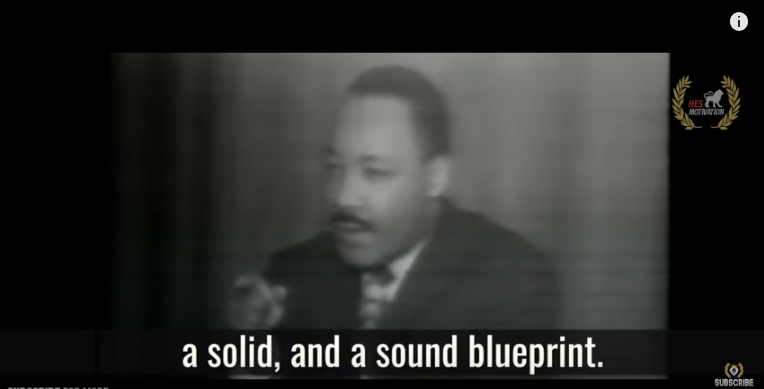 HES
MOTIVATION
a solid, and a sound blueprint.
SUBSCRIBE